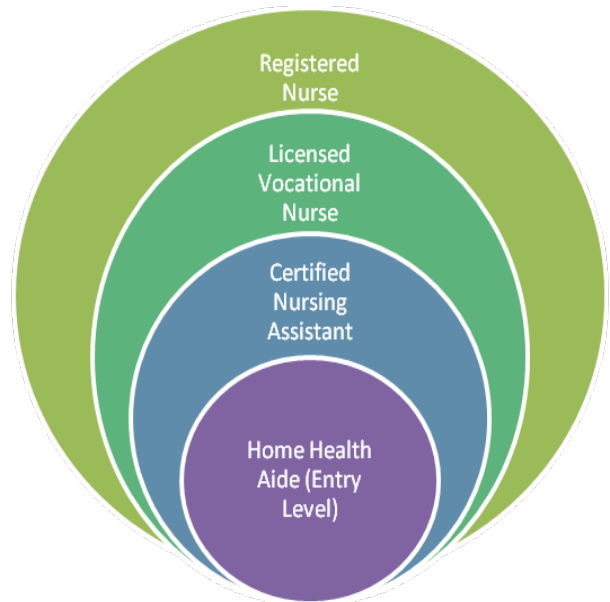 Registered
Nurse
Licensed
Vocational
Nurse
Certified
Nursing
Assistant
Home Health
Aide (Entry
Level)